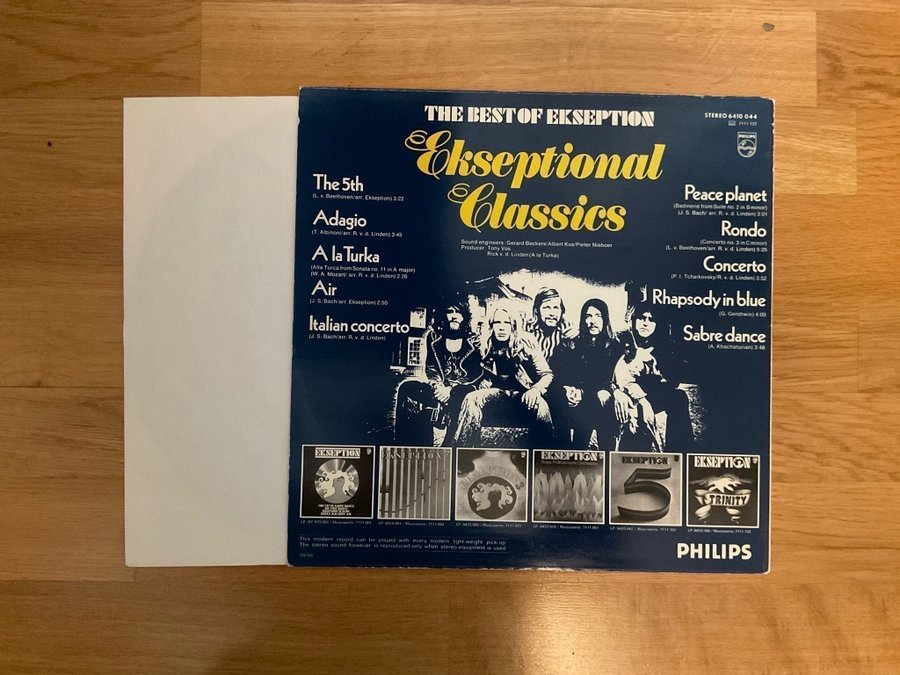 THE BEST OF EKSEPTION
STEREO 6410 044
7111 122
PHILIPS
Ekseptional
Classics
Sound engineers: Gerard Beckers/Albert Kos/Pieter Nieboer
Producer: Tony Vos
Rick v.d. Linden (A la Turka)
The 5th
(L. v. Beethoven/arr. Ekseption) 3:22
Adagio
(T. Albinoni/arr. R. v. d. Linden) 3:45
A la Turka
(Alla Turca from Sonata no. 11 in A major)
(W. A. Mozart/ arr. R. v. d. Linden) 2:26
Air
(J. S. Bach/arr. Ekseption) 2:50
Italian concerto
(J. S. Bach/arr. R. v. d. Linden)
Peace planet
(Badinerie from Suite no. 2 in B minor)
(J. S. Bach/ arr. R. v. d. Linden) 3:01
Rondo
(Concerto no. 3 in C minor)
(L. v. Beethoven/arr. R. v. d. Linden) 5:25
Concerto
(P. I. Tchaikovsky/R. v. d. Linden) 3:52
Rhapsody in blue
(G. Gershwin) 4:00
Sabre dance
(A. Khachaturian) 3:48
EKSEPTION
EKSEPTION
EKSEPTION
Royal Philharmonic Orchestra
5
EKSEPTION
TRINITY
This modern record can be played with every modern light-weight pick-up.
The stereo sound however is reproduced only when stereo-equipment is used.
PHILIPS